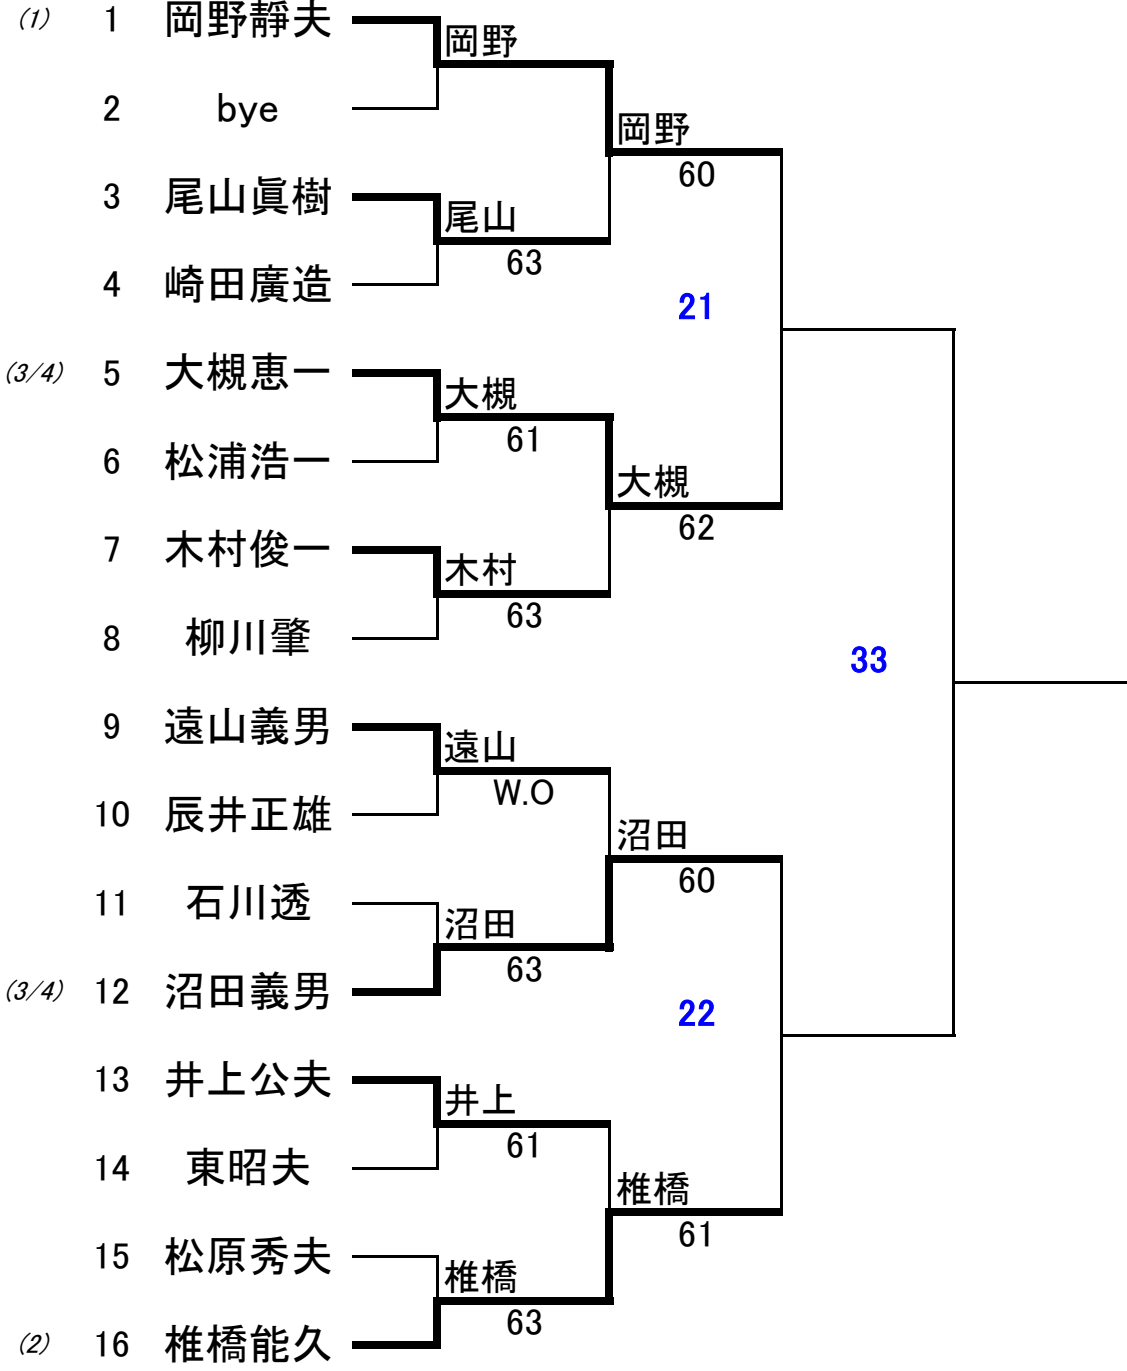 (1) 1 岡野靜夫
岡野
2 bye
岡野
60
3 尾山眞樹
尾山
63
4 崎田廣造
21
(3/4) 5 大槻恵一
大槻
61
6 松浦浩一
大槻
62
7 木村俊一
木村
63
8 柳川肇
33
9 遠山義男
遠山
W.O
10 辰井正雄
沼田
60
11 石川透
沼田
63
(3/4) 12 沼田義男
22
13 井上公夫
井上
61
14 東昭夫
椎橋
61
15 松原秀夫
椎橋
63
(2) 16 椎橋能久